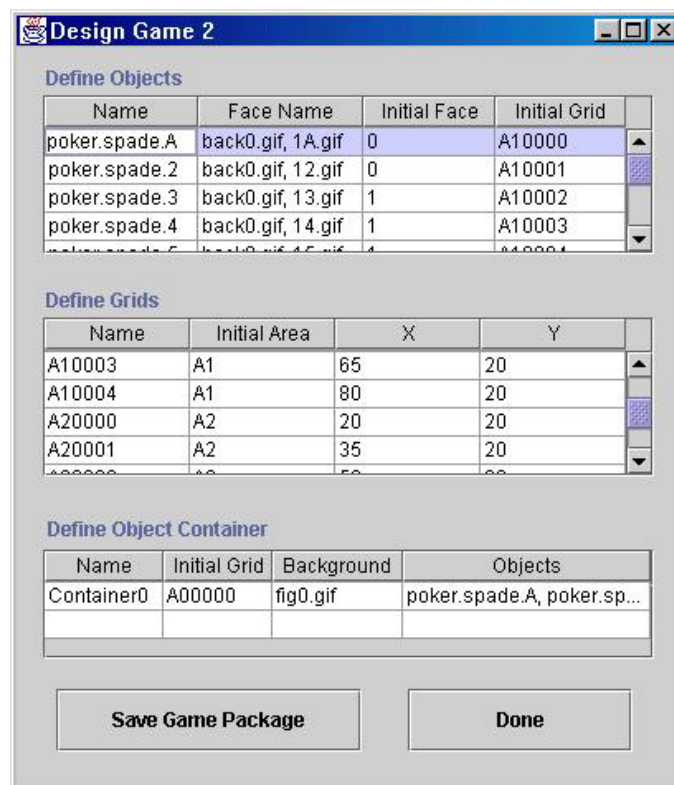 Design Game 2
Define Objects
Name Face Name Initial Face Initial Grid
poker.spade.A back0.gif, 1A.gif 0 A10000
poker.spade.2 back0.gif, 12.gif 0 A10001
poker.spade.3 back0.gif, 13.gif 1 A10002
poker.spade.4 back0.gif, 14.gif 1 A10003
Define Grids
Name Initial Area X Y
A10003 A1 65 20
A10004 A1 80 20
A20000 A2 20 20
A20001 A2 35 20
Define Object Container
Name Initial Grid Background Objects
Container0 A00000 fig0.gif poker.spade.A, poker.sp...
Save Game Package Done